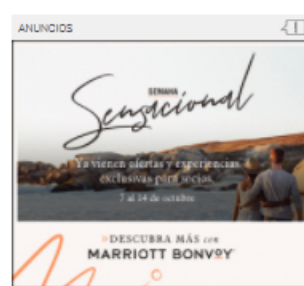 ANUNCIOS
SEMANA
Sensacional
Ya vienen ofertas y experiencias
exclusivas para socios.
7 al 14 de octubre
DESCUBRA MÁS con
MARRIOTT BONVOY